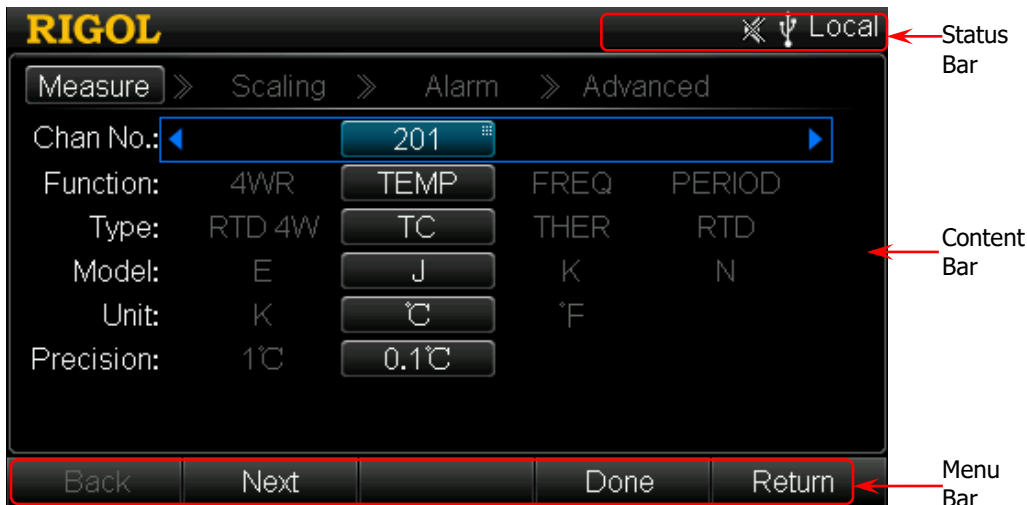 RIGOL Local
Status
Bar
Measure Scaling Alarm Advanced
Chan No.: 201
Function: 4WR TEMP FREQ PERIOD
Type: RTD 4W TC THER RTD
Content
Bar
Model: E J K N
Unit: K ℃ °F
Precision: 1℃ 0.1℃
Back Next Done Return
Menu
Bar